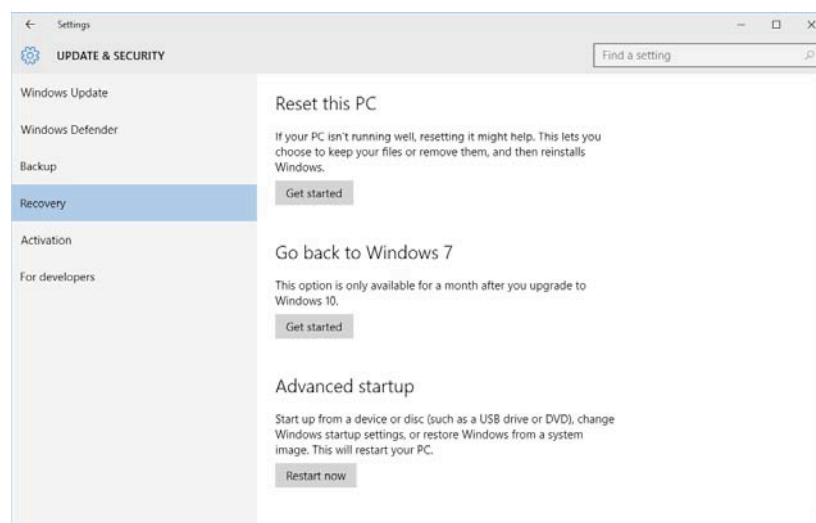 Settings
UPDATE & SECURITY
Find a setting
Windows Update
Windows Defender
Backup
Recovery
Activation
For developers
Reset this PC
If your PC isn't running well, resetting it might help. This lets you
choose to keep your files or remove them, and then reinstalls
Windows.
Get started
Go back to Windows 7
This option is only available for a month after you upgrade to
Windows 10.
Get started
Advanced startup
Start up from a device or disc (such as a USB drive or DVD), change
Windows startup settings, or restore Windows from a system
image. This will restart your PC.
Restart now